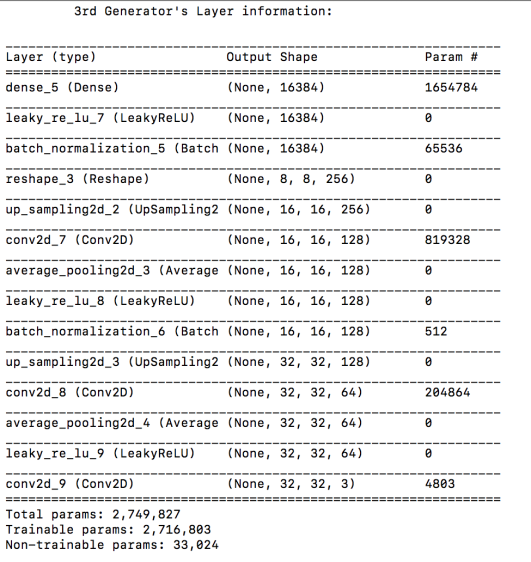 3rd Generator's Layer information:
Layer (type) Output Shape Param #
dense_5 (Dense) (None, 16384) 1654784
leaky_re_lu_7 (LeakyReLU) (None, 16384) 0
batch_normalization_5 (Batch (None, 16384) 65536
reshape_3 (Reshape) (None, 8, 8, 256) 0
up_sampling2d_2 (UpSampling2 (None, 16, 16, 256) 0
conv2d_7 (Conv2D) (None, 16, 16, 128) 819328
average_pooling2d_3 (Average (None, 16, 16, 128) 0
leaky_re_lu_8 (LeakyReLU) (None, 16, 16, 128) 0
batch_normalization_6 (Batch (None, 16, 16, 128) 512
up_sampling2d_3 (UpSampling2 (None, 32, 32, 128) 0
conv2d_8 (Conv2D) (None, 32, 32, 64) 204864
average_pooling2d_4 (Average (None, 32, 32, 64) 0
leaky_re_lu_9 (LeakyReLU) (None, 32, 32, 64) 0
conv2d_9 (Conv2D) (None, 32, 32, 3) 4803
Total params: 2,749,827
Trainable params: 2,716,803
Non-trainable params: 33,024